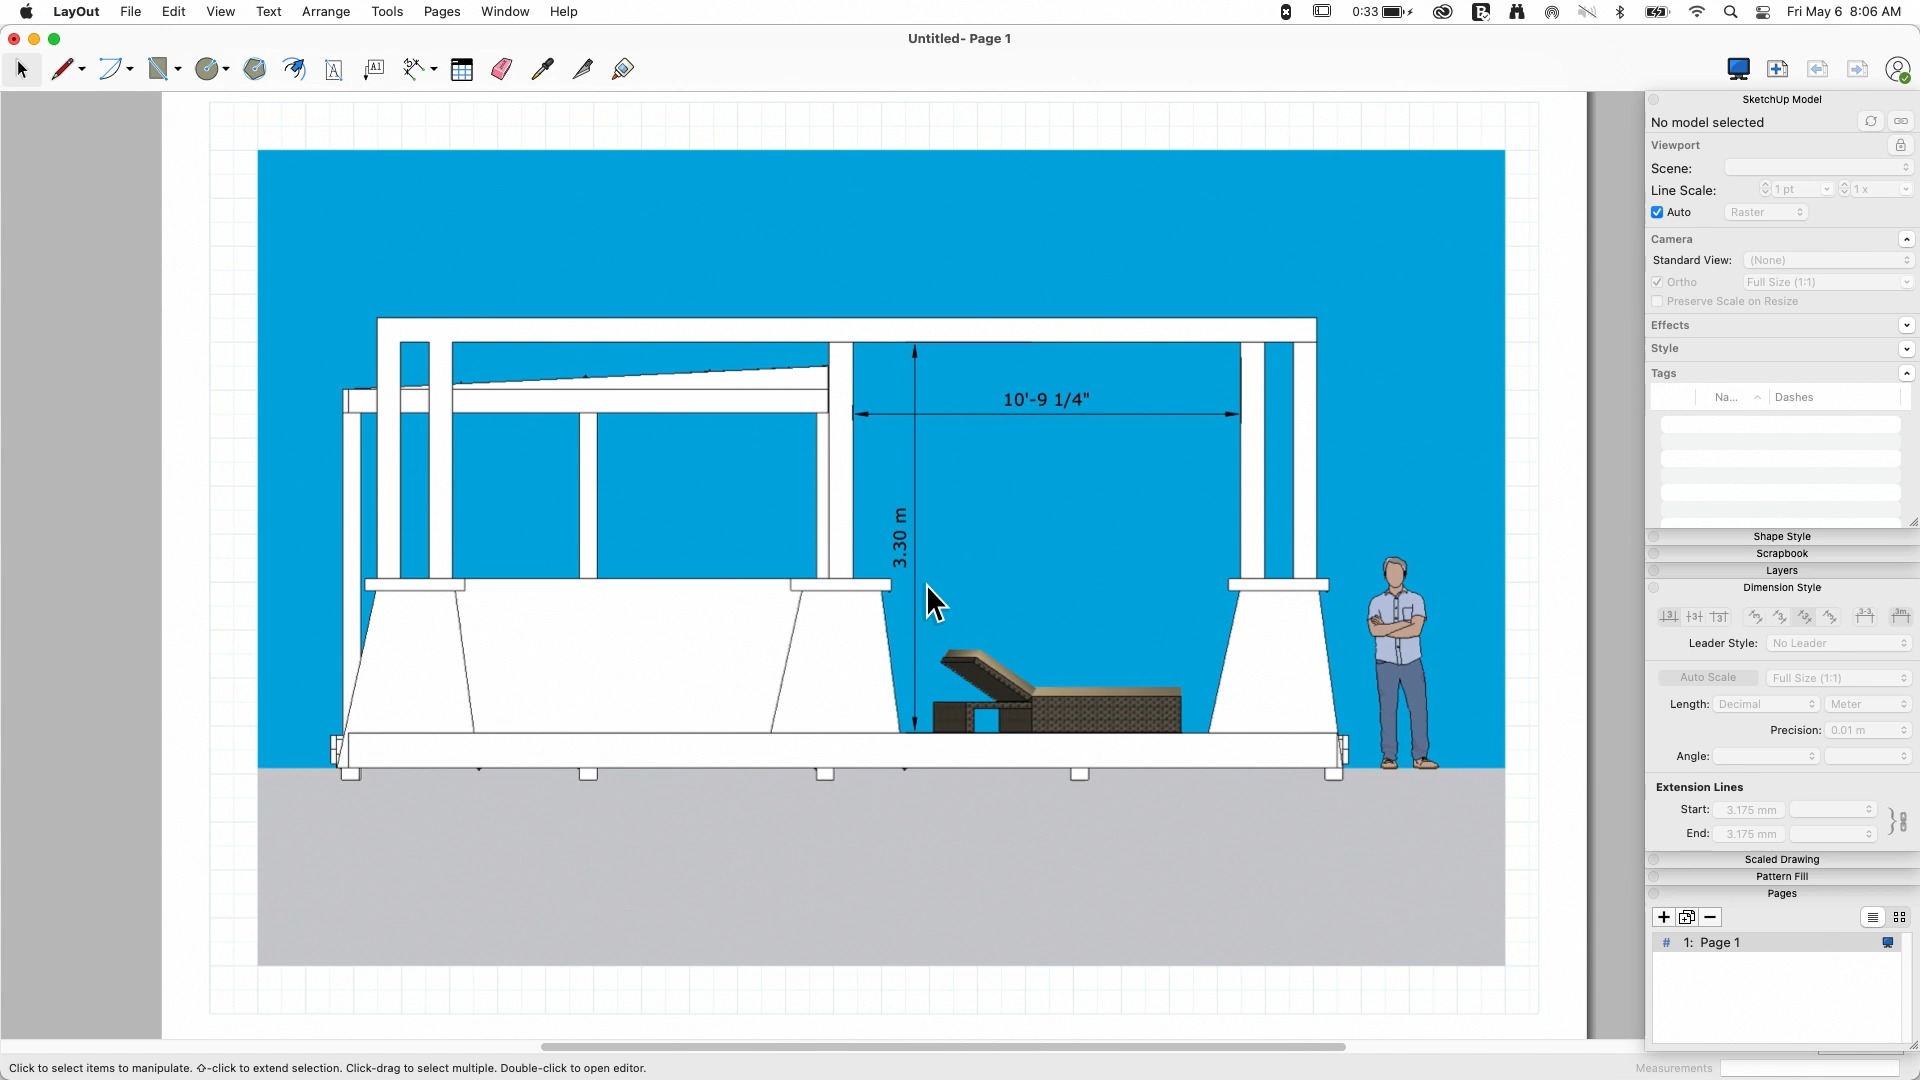 LayOut File Edit View Text Arrange Tools Pages Window Help 0:33 Fri May 6 8:06 AM
Untitled- Page 1
SketchUp Model
No model selected
Viewport
Scene:
Line Scale: 1 pt 1 x
Auto Raster
Camera
Standard View: (None)
Ortho Full Size (1:1)
Preserve Scale on Resize
Effects
Style
Tags
Na... Dashes
10'-9 1/4"
3.30 m
Shape Style
Scrapbook
Layers
Dimension Style
Leader Style: No Leader
Auto Scale Full Size (1:1)
Length: Decimal Meter
Precision: 0.01 m
Angle:
Extension Lines
Start: 3.175 mm
End: 3.175 mm
Scaled Drawing
Pattern Fill
Pages
# 1: Page 1
Click to select items to manipulate. ⇧-click to extend selection. Click-drag to select multiple. Double-click to open editor.
Measurements